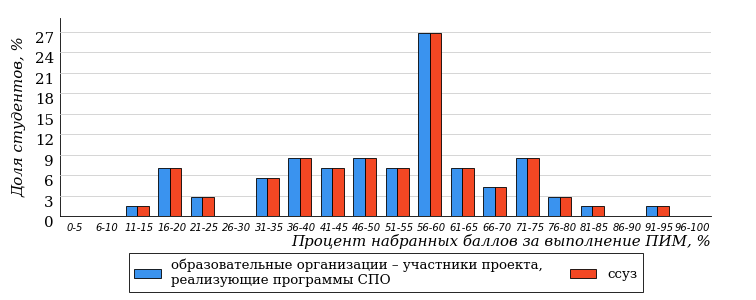 Доля студентов, %
27
24
21
18
15
12
9
6
3
0
0-5 6-10 11-15 16-20 21-25 26-30 31-35 36-40 41-45 46-50 51-55 56-60 61-65 66-70 71-75 76-80 81-85 86-90 91-95 96-100
Процент набранных баллов за выполнение ПИМ, %
образовательные организации – участники проекта,
реализующие программы СПО
ссуз